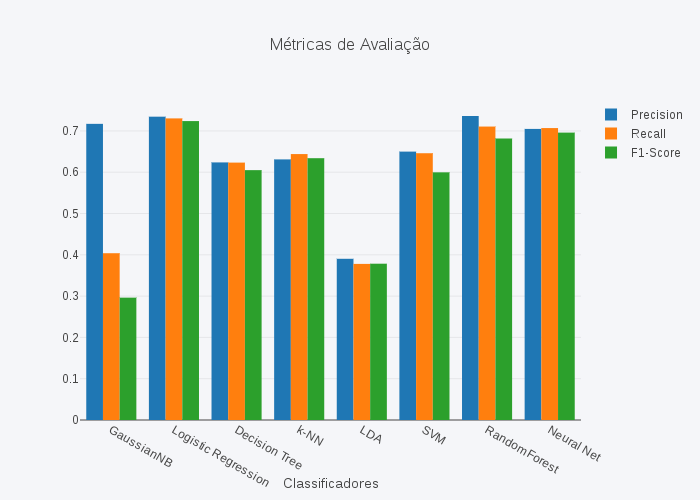 Métricas de Avaliação
Precision
Recall
F1-Score
0.7
0.6
0.5
0.4
0.3
0.2
0.1
0
GaussianNB
Logistic Regression
Decision Tree
k-NN
LDA
SVM
RandomForest
Neural Net
Classificadores